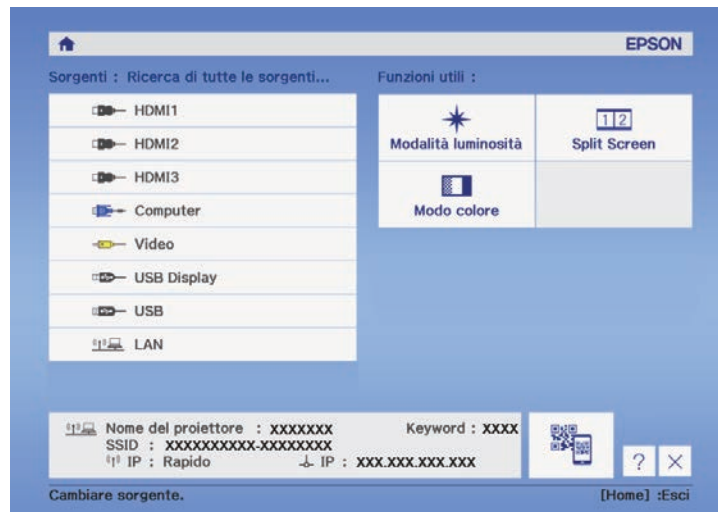 EPSON
Sorgenti : Ricerca di tutte le sorgenti...
Funzioni utili :
HDMI1
HDMI2
HDMI3
Computer
Video
USB Display
USB
LAN
Modalità luminosità
1 2
Split Screen
Modo colore
Nome del proiettore : XXXXXXX
Keyword : XXXX
SSID : XXXXXXXXXX-XXXXXXXX
IP : Rapido
IP : XXX.XXX.XXX.XXX
?
Cambiare sorgente.
[Home] :Esci